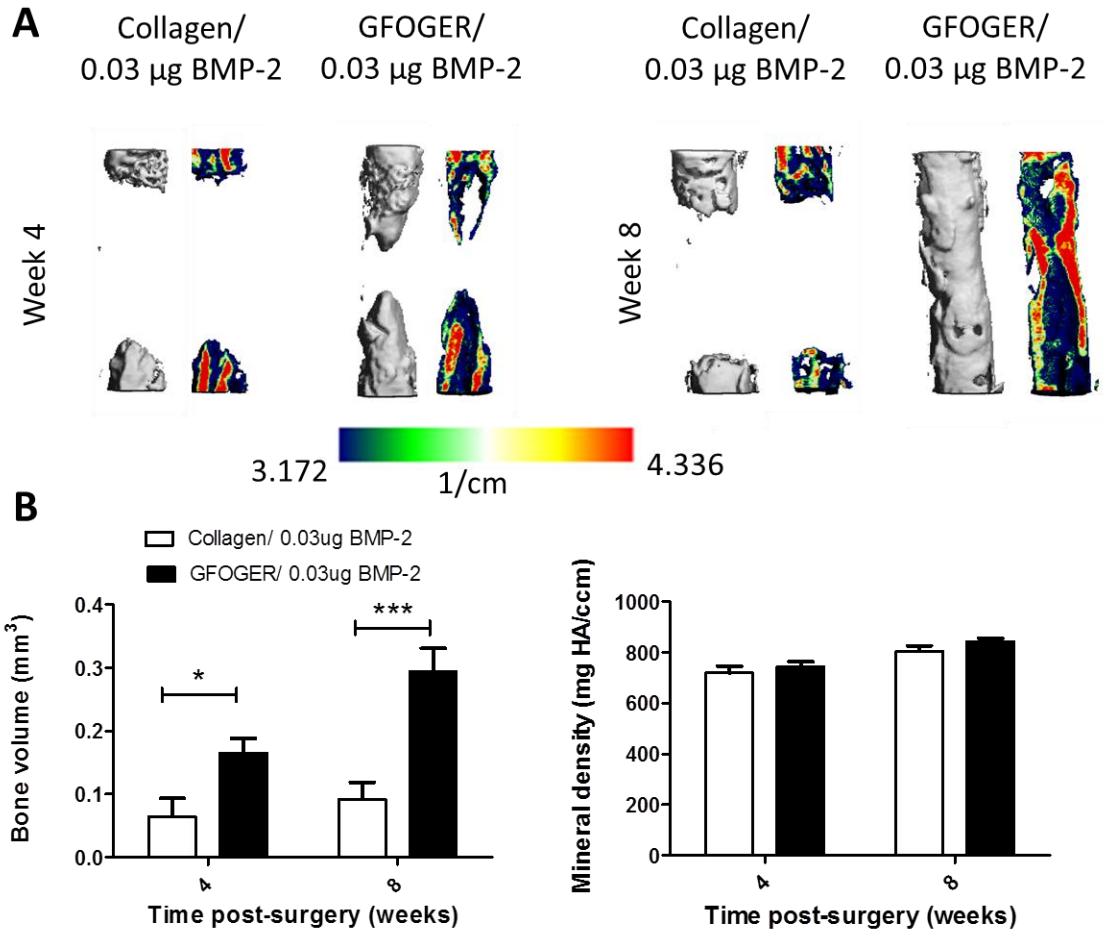 A
Collagen/
0.03 µg BMP-2
GFOGER/
0.03 µg BMP-2
Collagen/
0.03 µg BMP-2
GFOGER/
0.03 µg BMP-2
Week 4
Week 8
3.172
4.336
1/cm
B
Collagen/ 0.03ug BMP-2
GFOGER/ 0.03ug BMP-2
Bone volume (mm³)
0.4
0.3
0.2
0.1
0.0
*
***
4
8
Time post-surgery (weeks)
Mineral density (mg HA/ccm)
1000
800
600
400
200
0
4
8
Time post-surgery (weeks)